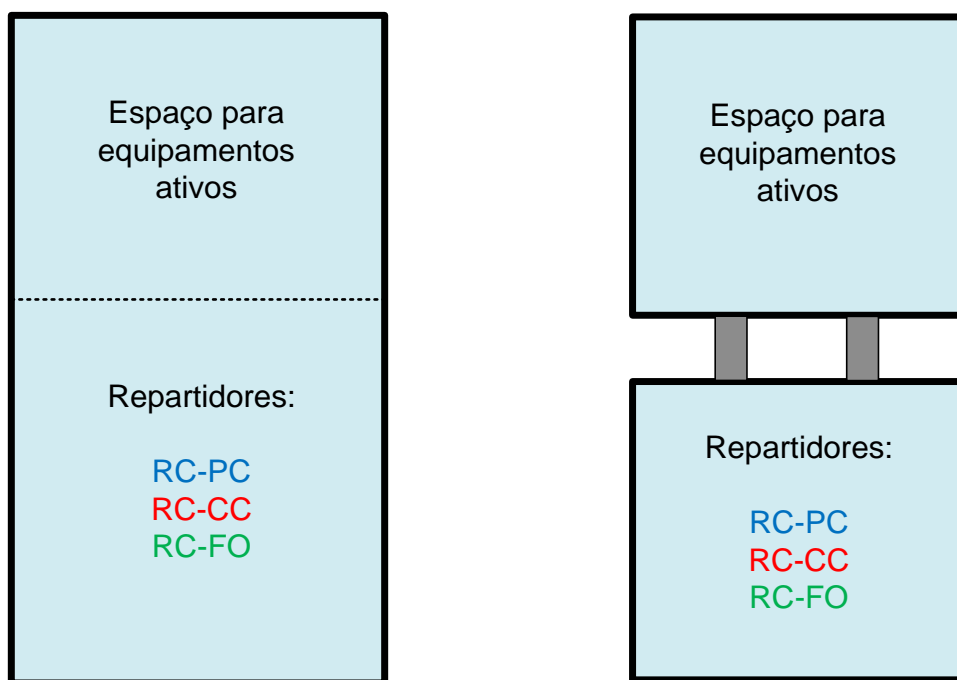 Espaço para
equipamentos
ativos
Repartidores:
RC-PC
RC-CC
RC-FO
Espaço para
equipamentos
ativos
Repartidores:
RC-PC
RC-CC
RC-FO